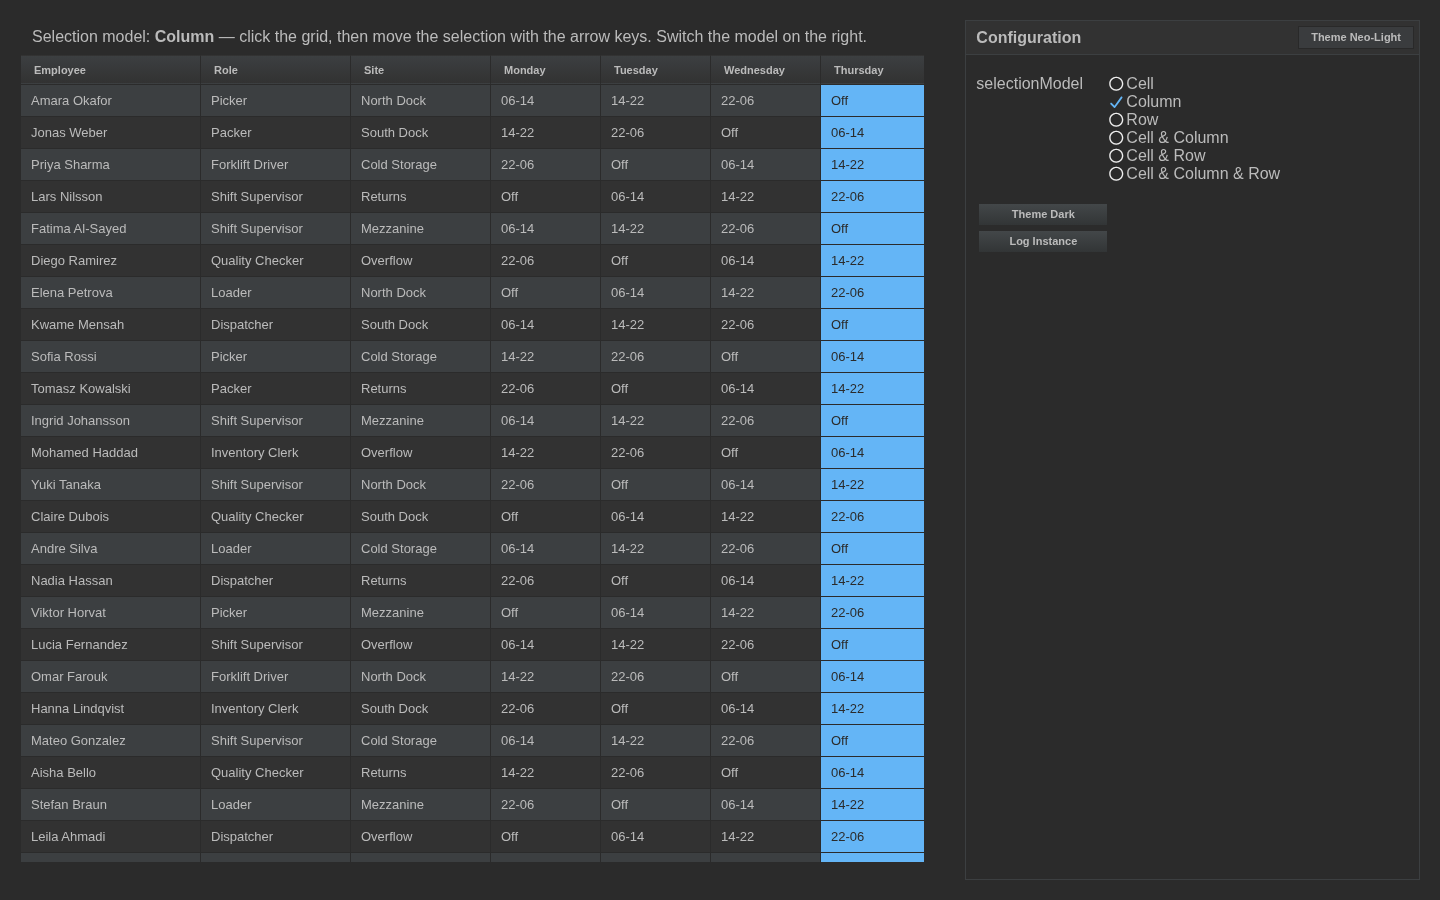 Selection model: Column — click the grid, then move the selection with the arrow keys. Switch the model on the right.
Employee Role Site Monday Tuesday Wednesday Thursday
Amara Okafor Picker North Dock 06-14 14-22 22-06 Off
Jonas Weber Packer South Dock 14-22 22-06 Off 06-14
Priya Sharma Forklift Driver Cold Storage 22-06 Off 06-14 14-22
Lars Nilsson Shift Supervisor Returns Off 06-14 14-22 22-06
Fatima Al-Sayed Shift Supervisor Mezzanine 06-14 14-22 22-06 Off
Diego Ramirez Quality Checker Overflow 22-06 Off 06-14 14-22
Elena Petrova Loader North Dock Off 06-14 14-22 22-06
Kwame Mensah Dispatcher South Dock 06-14 14-22 22-06 Off
Sofia Rossi Picker Cold Storage 14-22 22-06 Off 06-14
Tomasz Kowalski Packer Returns 22-06 Off 06-14 14-22
Ingrid Johansson Shift Supervisor Mezzanine 06-14 14-22 22-06 Off
Mohamed Haddad Inventory Clerk Overflow 14-22 22-06 Off 06-14
Yuki Tanaka Shift Supervisor North Dock 22-06 Off 06-14 14-22
Claire Dubois Quality Checker South Dock Off 06-14 14-22 22-06
Andre Silva Loader Cold Storage 06-14 14-22 22-06 Off
Nadia Hassan Dispatcher Returns 22-06 Off 06-14 14-22
Viktor Horvat Picker Mezzanine Off 06-14 14-22 22-06
Lucia Fernandez Shift Supervisor Overflow 06-14 14-22 22-06 Off
Omar Farouk Forklift Driver North Dock 14-22 22-06 Off 06-14
Hanna Lindqvist Inventory Clerk South Dock 22-06 Off 06-14 14-22
Mateo Gonzalez Shift Supervisor Cold Storage 06-14 14-22 22-06 Off
Aisha Bello Quality Checker Returns 14-22 22-06 Off 06-14
Stefan Braun Loader Mezzanine 22-06 Off 06-14 14-22
Leila Ahmadi Dispatcher Overflow Off 06-14 14-22 22-06
Configuration Theme Neo-Light
selectionModel Cell
Column
Row
Cell & Column
Cell & Row
Cell & Column & Row
Theme Dark
Log Instance